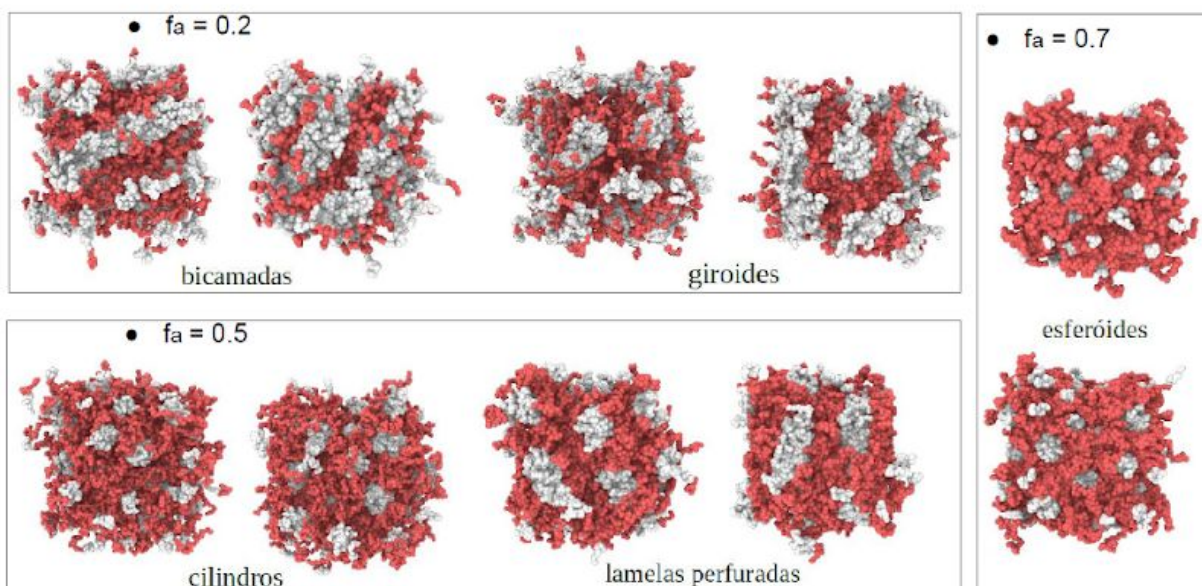 • fa = 0.2
bicamadas
giroides
• fa = 0.5
cilindros
lamelas perfuradas
• fa = 0.7
esferóides